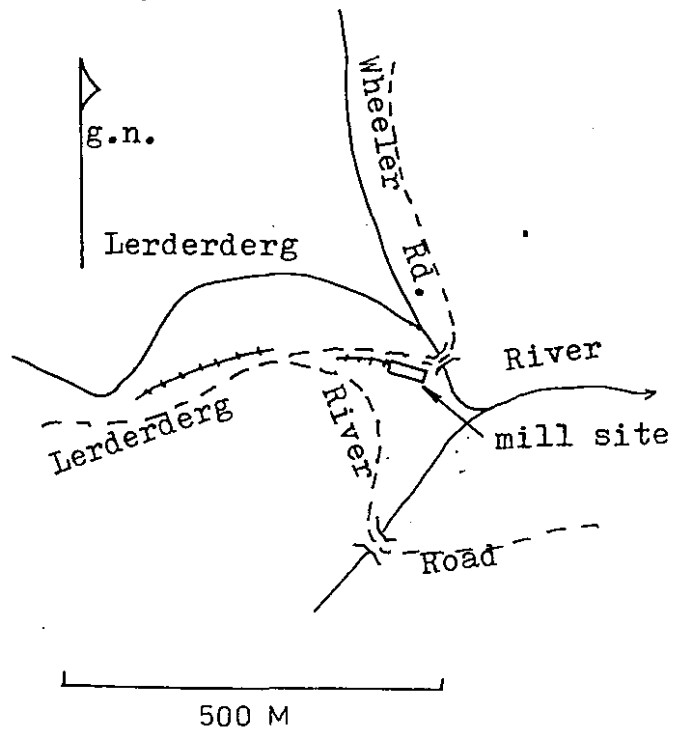 Wheeler
Rd.
g.n.
Lerderderg
River
Lerderderg
River
mill site
Road
500 M